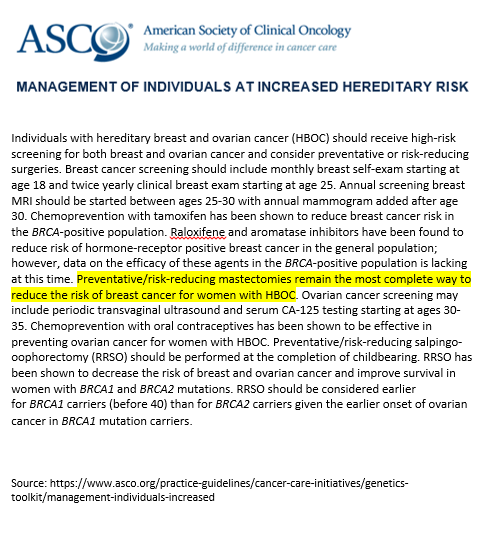 ASCO American Society of Clinical Oncology
Making a world of difference in cancer care
MANAGEMENT OF INDIVIDUALS AT INCREASED HEREDITARY RISK
Individuals with hereditary breast and ovarian cancer (HBOC) should receive high-risk
screening for both breast and ovarian cancer and consider preventative or risk-reducing
surgeries. Breast cancer screening should include monthly breast self-exam starting at
age 18 and twice yearly clinical breast exam starting at age 25. Annual screening breast
MRI should be started between ages 25-30 with annual mammogram added after age
30. Chemoprevention with tamoxifen has been shown to reduce breast cancer risk in
the BRCA-positive population. Raloxifene and aromatase inhibitors have been found to
reduce risk of hormone-receptor positive breast cancer in the general population;
however, data on the efficacy of these agents in the BRCA-positive population is lacking
at this time. Preventative/risk-reducing mastectomies remain the most complete way to
reduce the risk of breast cancer for women with HBOC. Ovarian cancer screening may
include periodic transvaginal ultrasound and serum CA-125 testing starting at ages 30-
35. Chemoprevention with oral contraceptives has been shown to be effective in
preventing ovarian cancer for women with HBOC. Preventative/risk-reducing salpingo-
oophorectomy (RRSO) should be performed at the completion of childbearing. RRSO has
been shown to decrease the risk of breast and ovarian cancer and improve survival in
women with BRCA1 and BRCA2 mutations. RRSO should be considered earlier
for BRCA1 carriers (before 40) than for BRCA2 carriers given the earlier onset of ovarian
cancer in BRCA1 mutation carriers.
Source: https://www.asco.org/practice-guidelines/cancer-care-initiatives/genetics-
toolkit/management-individuals-increased